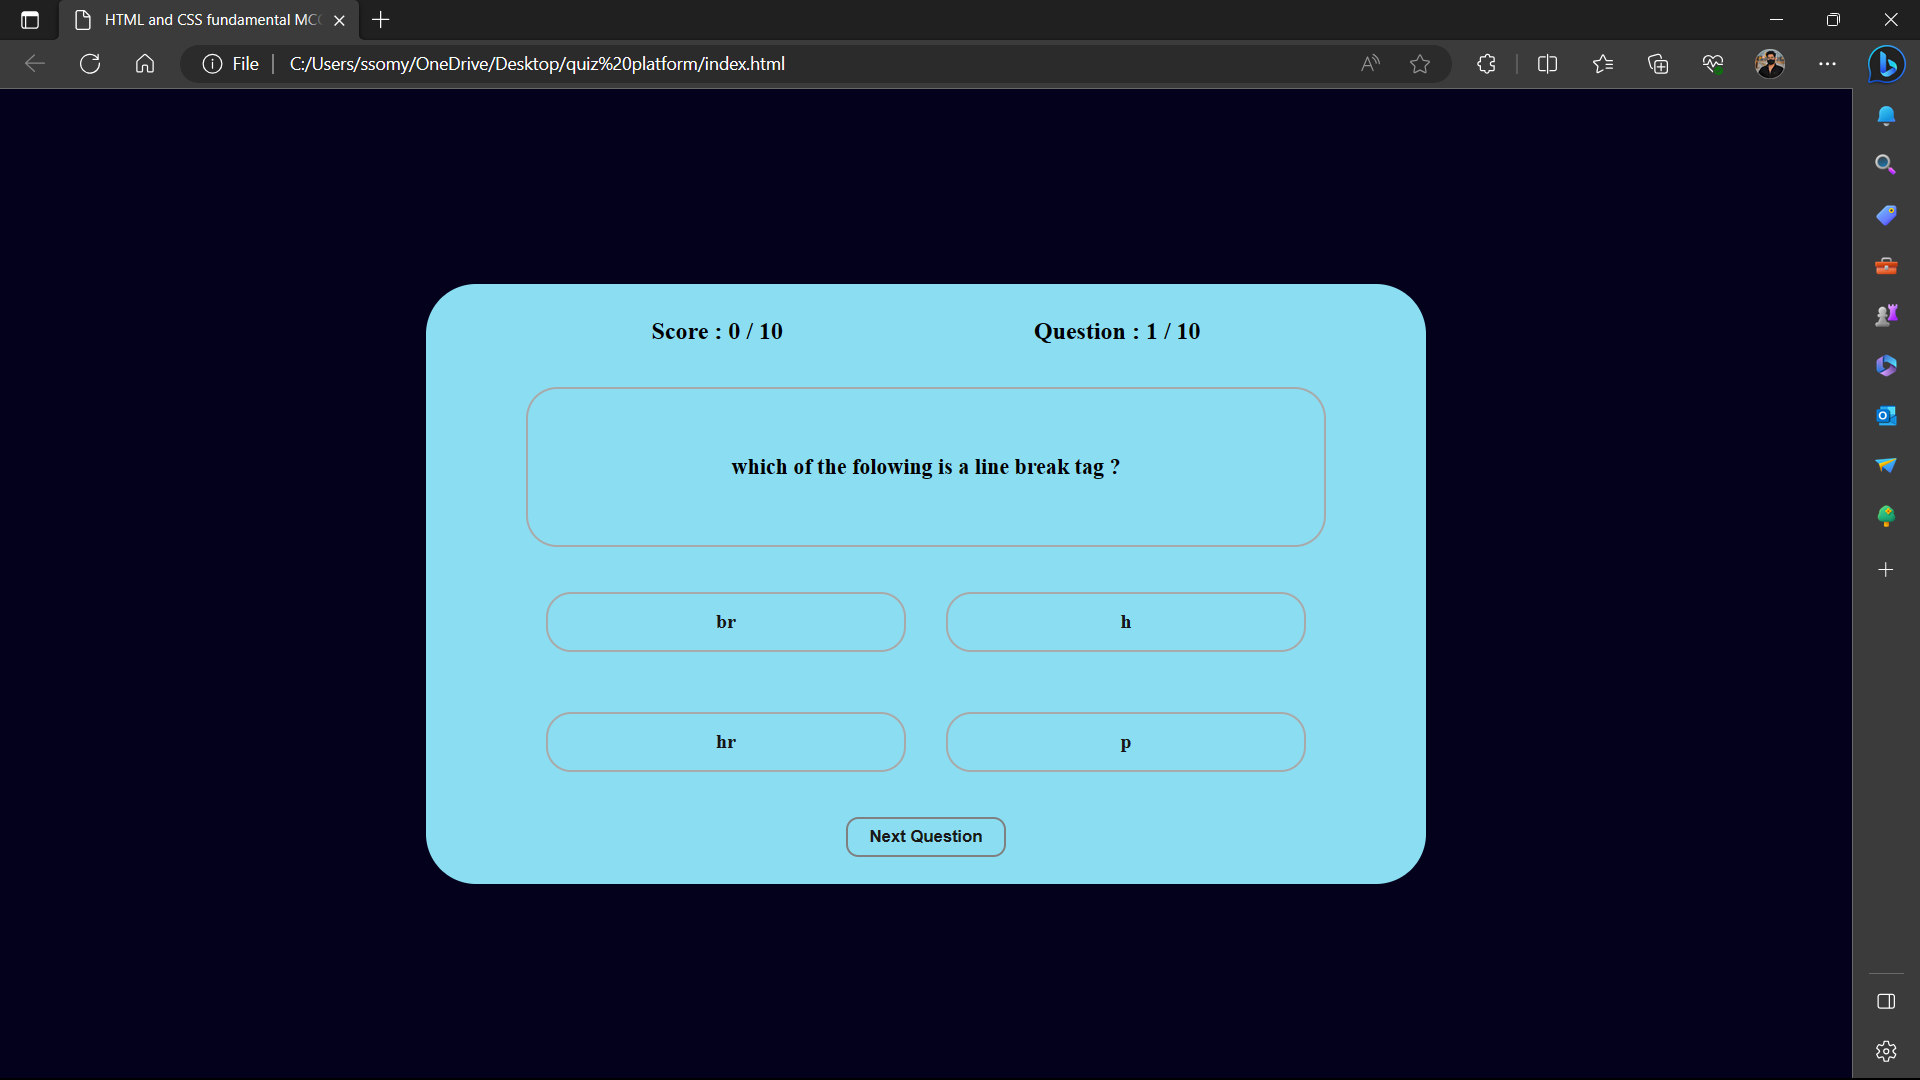 HTML and CSS fundamental MC
File
C:/Users/ssomy/OneDrive/Desktop/quiz%20platform/index.html
Score : 0 / 10
Question : 1 / 10
which of the folowing is a line break tag ?
br
h
hr
p
Next Question